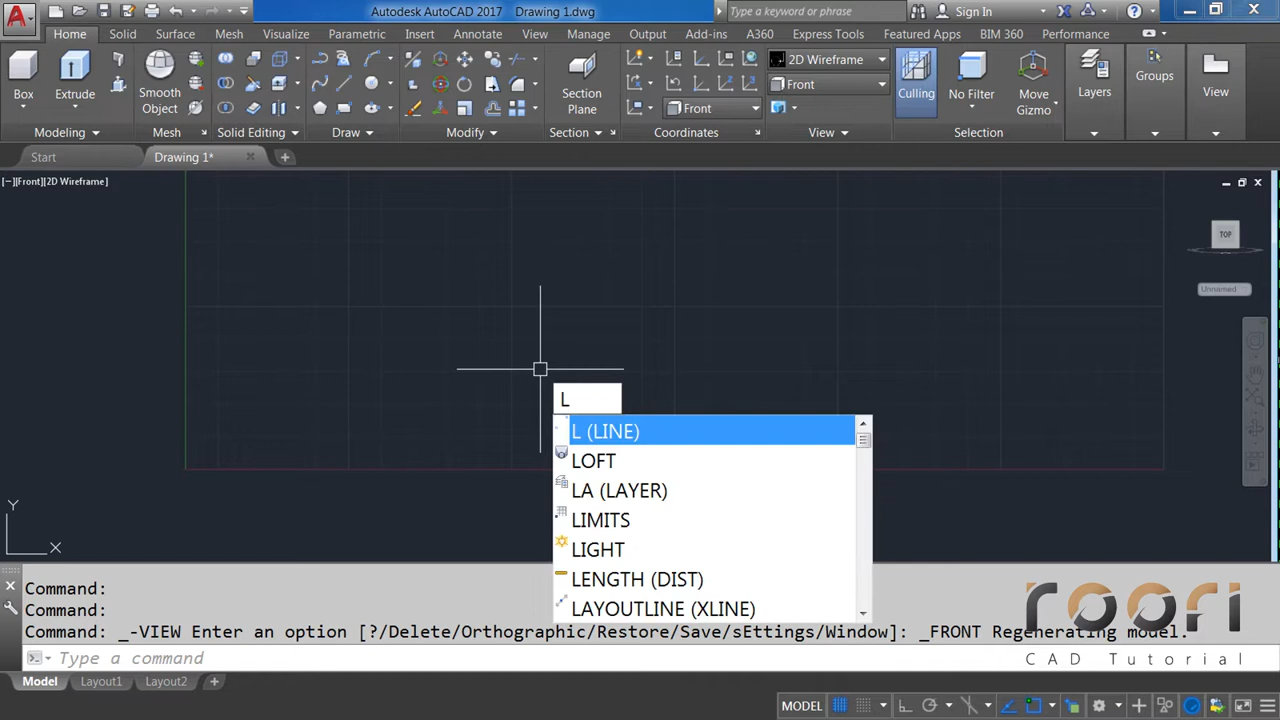 Autodesk AutoCAD 2017 Drawing 1.dwg
Type a keyword or phrase
Sign In
Home Solid Surface Mesh Visualize Parametric Insert Annotate View Manage Output Add-ins A360 Express Tools Featured Apps BIM 360 Performance
2D Wireframe
Front
Front
Box
Extrude
Smooth
Object
Section
Plane
Culling
No Filter
Move
Gizmo
Layers
Groups
View
Modeling
Mesh
Solid Editing
Draw
Modify
Section
Coordinates
View
Selection
Start
Drawing 1*
[−][Front][2D Wireframe]
TOP
Unnamed
L
L (LINE)
LOFT
LA (LAYER)
LIMITS
LIGHT
LENGTH (DIST)
LAYOUTLINE (XLINE)
Y
X
Command:
Command:
Command: _-VIEW Enter an option [?/Delete/Orthographic/Restore/Save/sEttings/Window]: _FRONT Regenerating model.
Type a command
roori
CAD Tutorial
Model Layout1 Layout2
MODEL